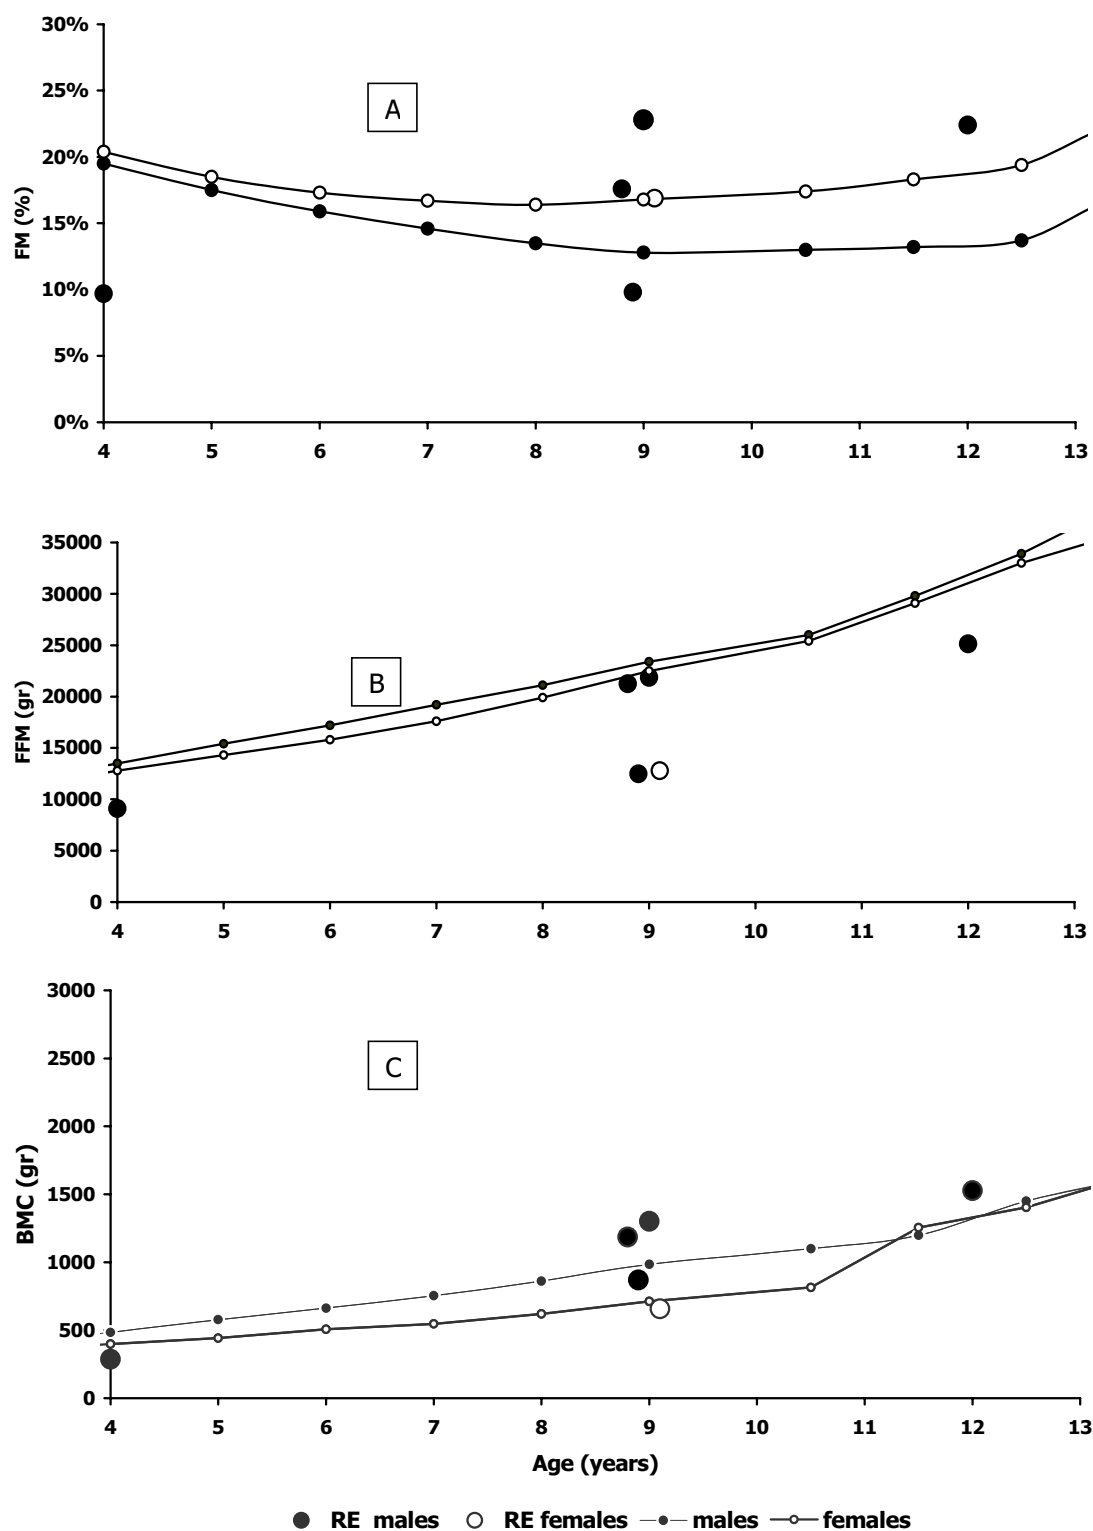 30%
25%
A
20%
FM (%)
15%
10%
5%
0%
4 5 6 7 8 9 10 11 12 13
35000
30000
25000
B
20000
FFM (gr)
15000
10000
5000
0
4 5 6 7 8 9 10 11 12 13
3000
2500
C
2000
BMC (gr)
1500
1000
500
0
4 5 6 7 8 9 10 11 12 13
Age (years)
RE males RE females males females